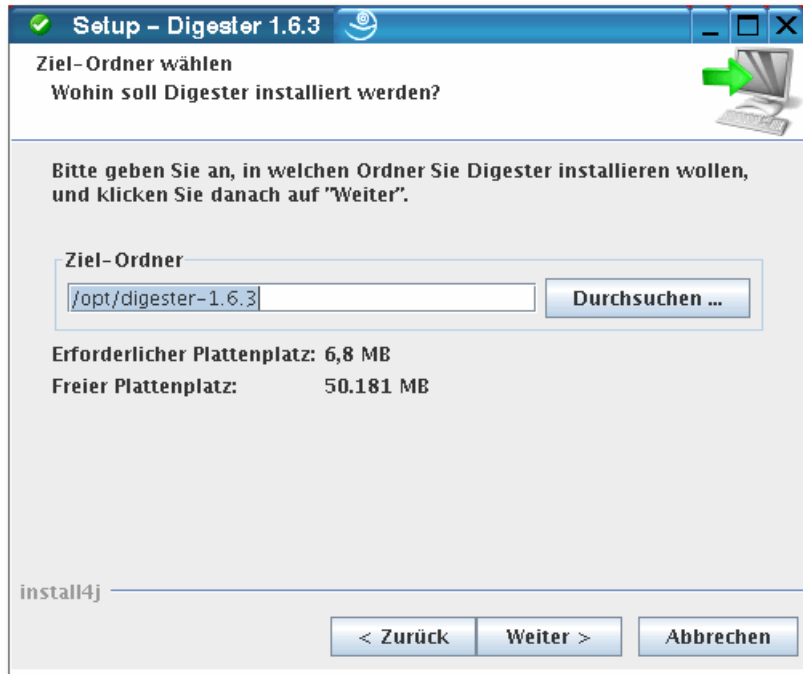 Setup - Digester 1.6.3
Ziel-Ordner wählen
Wohin soll Digester installiert werden?
Bitte geben Sie an, in welchen Ordner Sie Digester installieren wollen,
und klicken Sie danach auf "Weiter".
Ziel-Ordner
/opt/digester-1.6.3
Durchsuchen ...
Erforderlicher Plattenplatz: 6,8 MB
Freier Plattenplatz: 50.181 MB
install4j
< Zurück
Weiter >
Abbrechen